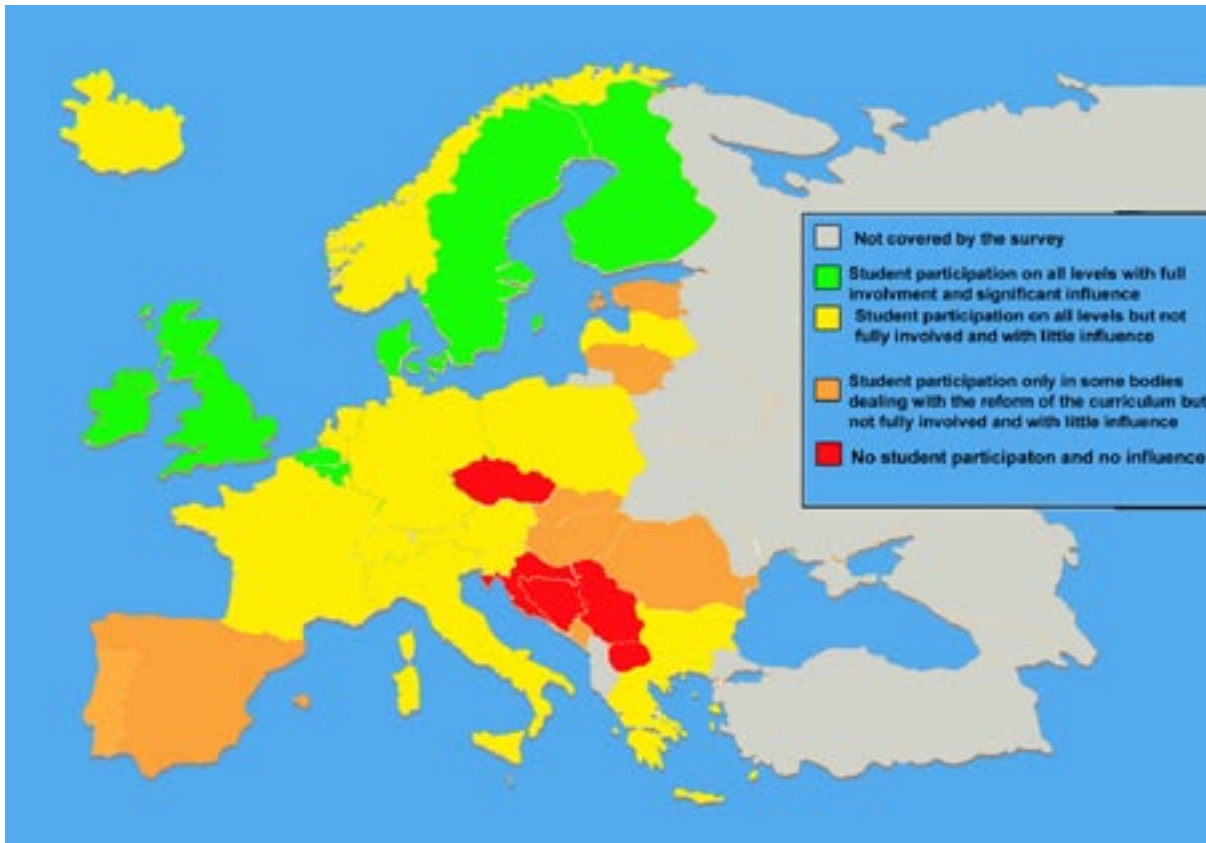 Not covered by the survey
Student participation on all levels with full
involvment and significant influence
Student participation on all levels but not
fully involved and with little influence
Student participation only in some bodies
dealing with the reform of the curriculum but
not fully involved and with little influence
No student participaton and no influence